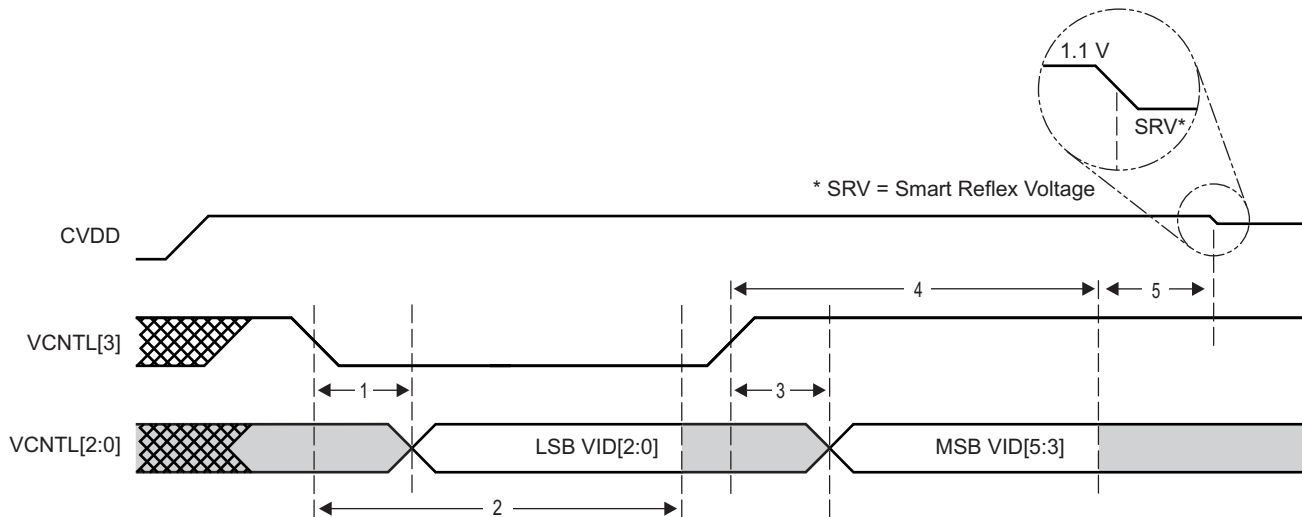 1.1 V
SRV*
* SRV = Smart Reflex Voltage
CVDD
4
5
VCNTL[3]
1
3
VCNTL[2:0]
LSB VID[2:0]
MSB VID[5:3]
2